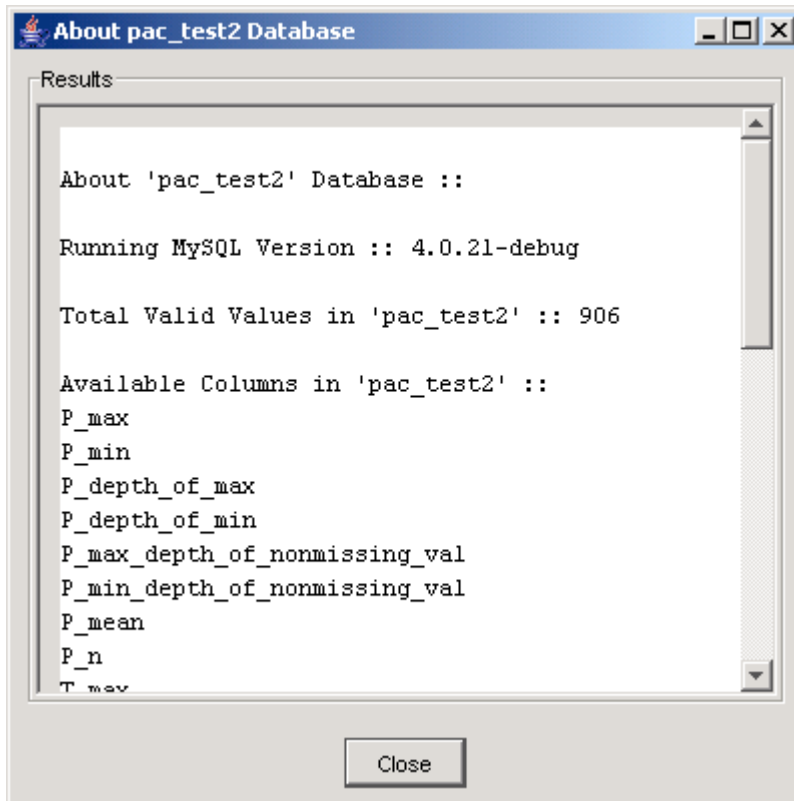 About pac_test2 Database
Results
About 'pac_test2' Database ::
Running MySQL Version :: 4.0.21-debug
Total Valid Values in 'pac_test2' :: 906
Available Columns in 'pac_test2' ::
P_max
P_min
P_depth_of_max
P_depth_of_min
P_max_depth_of_nonmissing_val
P_min_depth_of_nonmissing_val
P_mean
P_n
T_max
Close